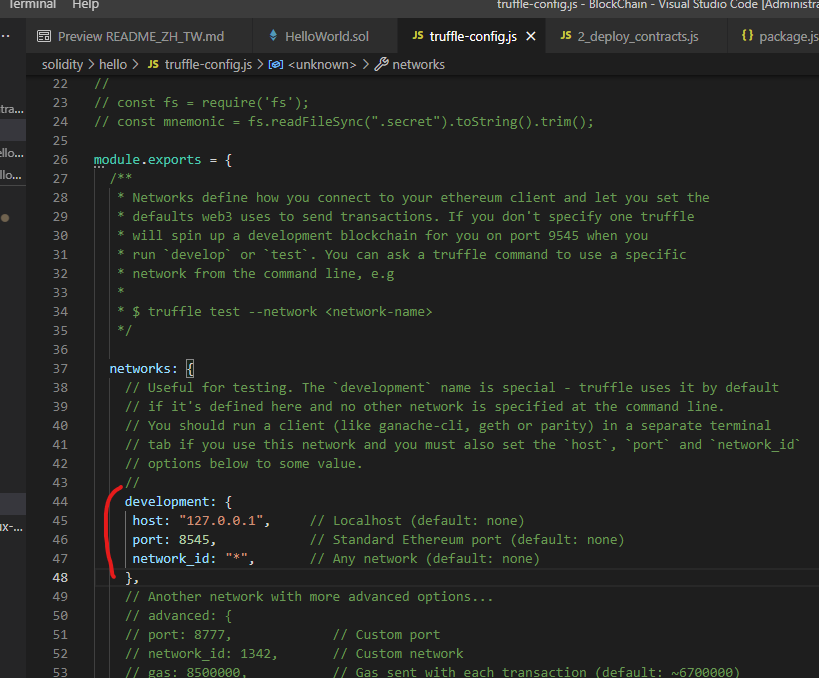 Terminal Help truffle-config.js - BlockChain - Visual Studio Code [Administra
Preview README_ZH_TW.md HelloWorld.sol JS truffle-config.js JS 2_deploy_contracts.js {} package.js
solidity > hello > JS truffle-config.js > <unknown> > networks
22 //
23 // const fs = require('fs');
24 // const mnemonic = fs.readFileSync(".secret").toString().trim();
25
26 module.exports = {
27 /**
28 * Networks define how you connect to your ethereum client and let you set the
29 * defaults web3 uses to send transactions. If you don't specify one truffle
30 * will spin up a development blockchain for you on port 9545 when you
31 * run `develop` or `test`. You can ask a truffle command to use a specific
32 * network from the command line, e.g
33 *
34 * $ truffle test --network <network-name>
35 */
36
37 networks: {
38 // Useful for testing. The `development` name is special - truffle uses it by default
39 // if it's defined here and no other network is specified at the command line.
40 // You should run a client (like ganache-cli, geth or parity) in a separate terminal
41 // tab if you use this network and you must also set the `host`, `port` and `network_id`
42 // options below to some value.
43 //
44 development: {
45 host: "127.0.0.1", // Localhost (default: none)
46 port: 8545, // Standard Ethereum port (default: none)
47 network_id: "*", // Any network (default: none)
48 },
49 // Another network with more advanced options...
50 // advanced: {
51 // port: 8777, // Custom port
52 // network_id: 1342, // Custom network
53 // gas: 8500000, // Gas sent with each transaction (default: ~6700000)
tra...
ello...
llo...
ux-...